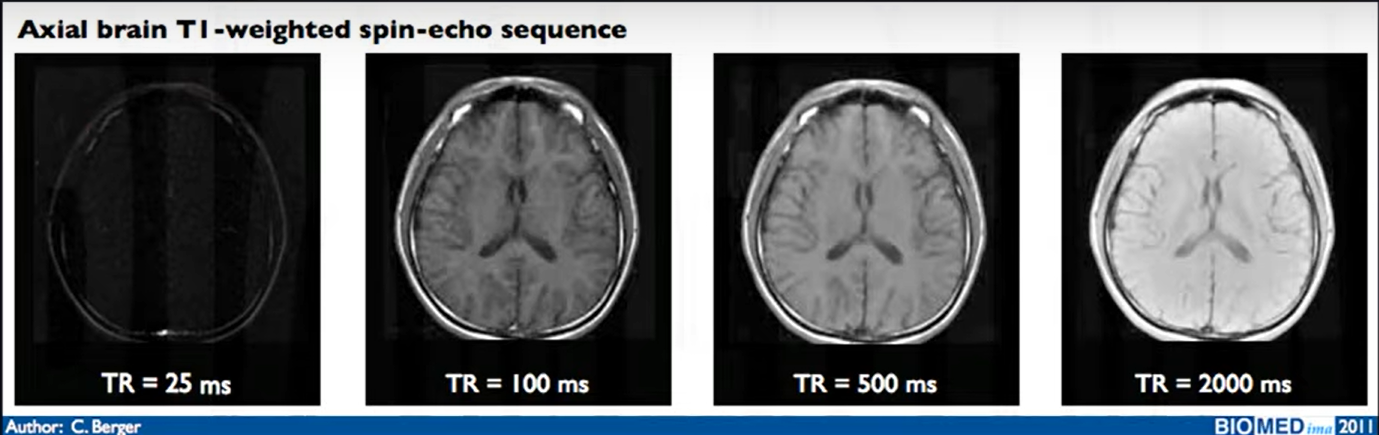 Axial brain T1-weighted spin-echo sequence
TR = 25 ms
TR = 100 ms
TR = 500 ms
TR = 2000 ms
Author: C. Berger
BIOMEDima 2011